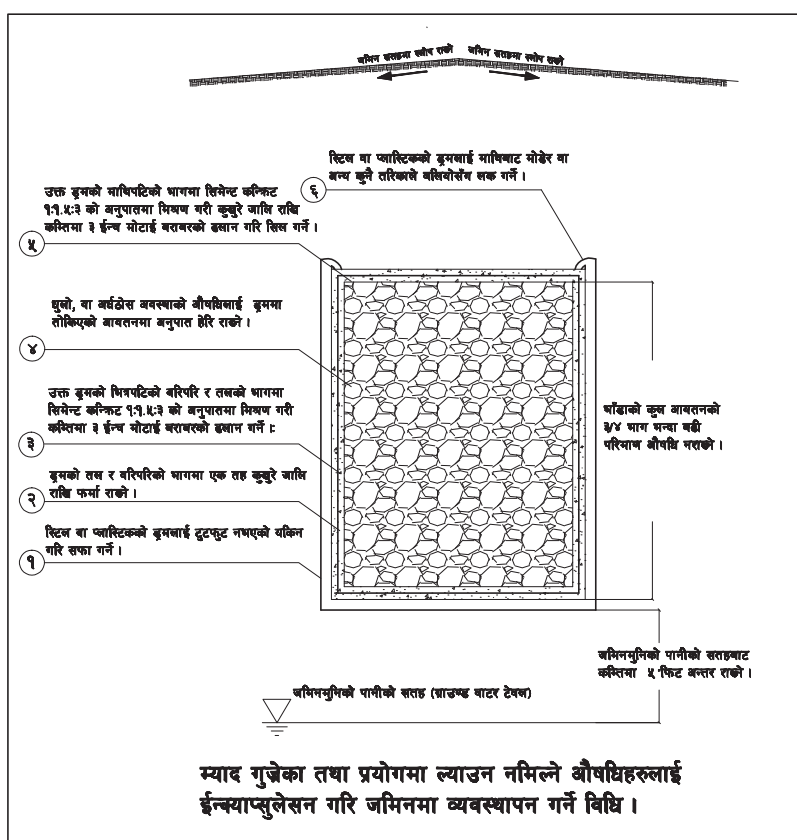 जमिन सतहमा स्लोप राख्ने जमिन सतहमा स्लोप राख्ने
स्टिल वा प्लास्टिकको ड्रमलाई माथिबाट मोडेर वा
अन्य कुनै तरिकाले बलियोसँग लक गर्ने ।
६
उक्त ड्रमको माथिपटिको भागमा सिमेन्ट कन्क्रिट
१:१.५:३ को अनुपातमा मिश्रण गरी कुखुरे जालि राखि
कम्तिमा ३ ईन्च मोटाई बराबरको ढलान गरि सिल गर्ने ।
५
धुलो, वा अर्धठोस अवस्थाको औषधिलाई ड्रममा
तोकिएको आयतनमा अनुपात हेरि राख्ने ।
४
उक्त ड्रमको भित्रपटिको वरिपरि र तलको भागमा
सिमेन्ट कन्क्रिट १:१.५:३ को अनुपातमा मिश्रण गरी
कम्तिमा ३ ईन्च मोटाई बराबरको ढलान गर्ने ।:
३
ड्रमको तल र वरिपरिको भागमा एक तह कुखुरे जालि
राखि फर्मा राख्ने ।
२
स्टिल वा प्लास्टिकको ड्रमलाई टुटफुट नभएको यकिन
गरि सफा गर्ने ।
१
भाँडाको कुल आयतनको
३/४ भाग भन्दा बढी
परिमाण औषधि नराख्ने ।
जमिनमुनिको पानीको सतहबाट
कम्तिमा ५ फिट अन्तर राख्ने ।
जमिनमुनिको पानीको सतह (ग्राउण्ड वाटर टेवल)
म्याद गुज्रेका तथा प्रयोगमा ल्याउन नमिल्ने औषधिहरुलाई
ईन्क्याप्सुलेसन गरि जमिनमा व्यवस्थापन गर्ने विधि ।